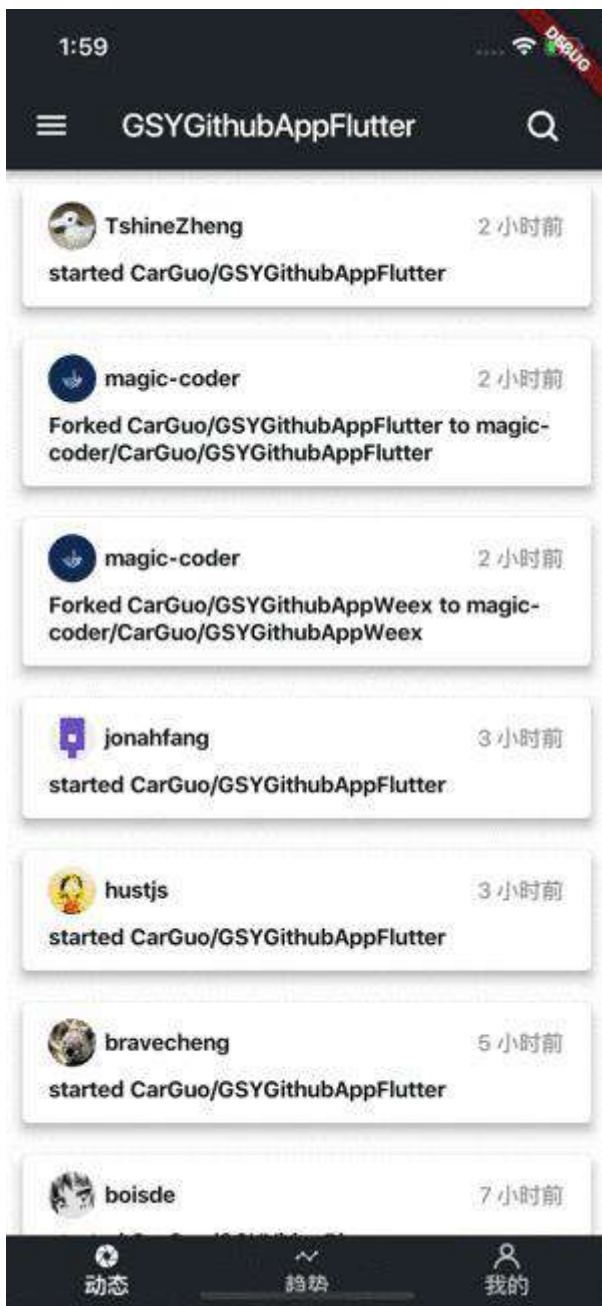 1:59
DEBUG
GSYGithubAppFlutter
TshineZheng 2 小时前
started CarGuo/GSYGithubAppFlutter
magic-coder 2 小时前
Forked CarGuo/GSYGithubAppFlutter to magic-
coder/CarGuo/GSYGithubAppFlutter
magic-coder 2 小时前
Forked CarGuo/GSYGithubAppWeex to magic-
coder/CarGuo/GSYGithubAppWeex
jonahfang 3 小时前
started CarGuo/GSYGithubAppFlutter
hustjs 3 小时前
started CarGuo/GSYGithubAppFlutter
bravecheng 5 小时前
started CarGuo/GSYGithubAppFlutter
boisde 7 小时前
动态 趋势 我的